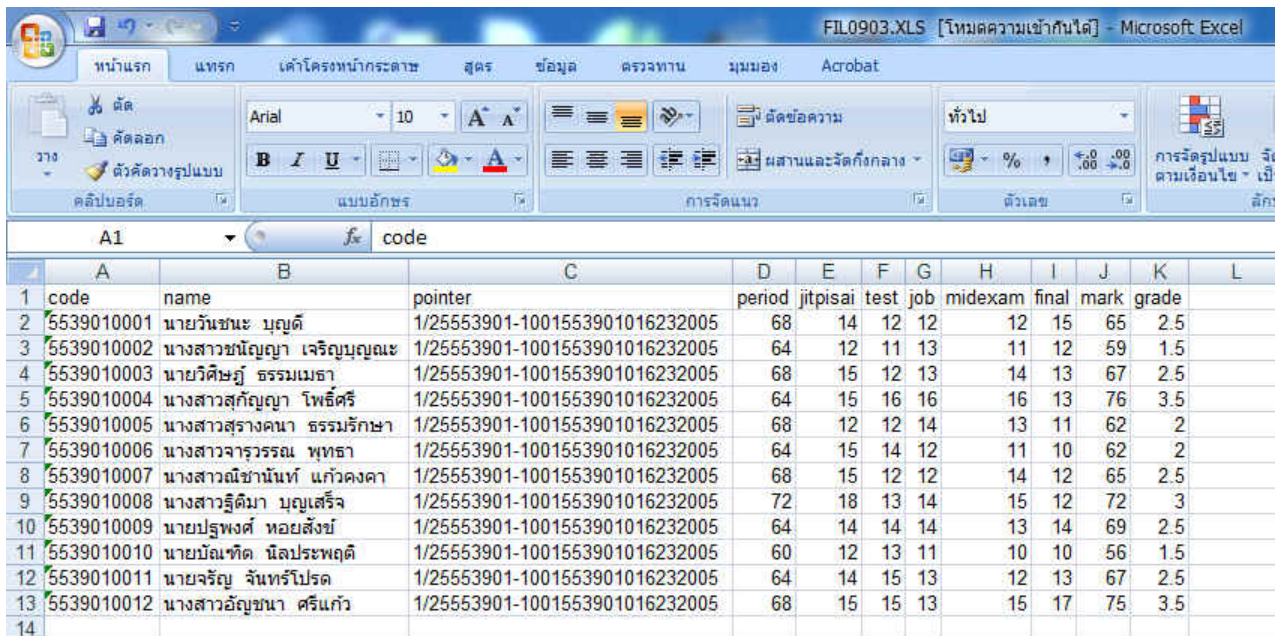 FIL0903.XLS [โหมดความเข้ากันได้] - Microsoft Excel
หน้าแรก แทรก เค้าโครงหน้ากระดาษ สูตร ข้อมูล ตรวจทาน มุมมอง Acrobat
วาง
ตัด
คัดลอก
ตัวคัดวางรูปแบบ
คลิปบอร์ด
Arial 10
B I U
แบบอักษร
ตัดข้อความ
ผสานและจัดกึ่งกลาง
การจัดแนว
ทั่วไป
%
ตัวเลข
การจัดรูปแบบ
ตามเงื่อนไข
A1 fx code
A B C D E F G H I J K L
1 code name pointer period jitpisai test job midexam final mark grade
2 5539010001 นายวันชนะ บุญดี 1/25553901-1001553901016232005 68 14 12 12 12 15 65 2.5
3 5539010002 นางสาวชนัญญา เจริญบุญณะ 1/25553901-1001553901016232005 64 12 11 13 11 12 59 1.5
4 5539010003 นายวิศิษฎ์ ธรรมเมธา 1/25553901-1001553901016232005 68 15 12 13 14 13 67 2.5
5 5539010004 นางสาวสุกัญญา โพธิ์ศรี 1/25553901-1001553901016232005 64 15 16 16 16 13 76 3.5
6 5539010005 นางสาวสุรางคนา ธรรมรักษา 1/25553901-1001553901016232005 68 12 12 14 13 11 62 2
7 5539010006 นางสาวจารุวรรณ พุทธา 1/25553901-1001553901016232005 64 15 14 12 11 10 62 2
8 5539010007 นางสาวณิชานันท์ แก้วคงคา 1/25553901-1001553901016232005 68 15 12 12 14 12 65 2.5
9 5539010008 นางสาวฐิติมา บุญเสร็จ 1/25553901-1001553901016232005 72 18 13 14 15 12 72 3
10 5539010009 นายปฐพงศ์ หอยสังข์ 1/25553901-1001553901016232005 64 14 14 14 13 14 69 2.5
11 5539010010 นายบัณฑิต นิลประพฤติ 1/25553901-1001553901016232005 60 12 13 11 10 10 56 1.5
12 5539010011 นายจรัญ จันทร์โปรด 1/25553901-1001553901016232005 64 14 15 13 12 13 67 2.5
13 5539010012 นางสาวอัญชนา ศรีแก้ว 1/25553901-1001553901016232005 68 15 15 13 15 17 75 3.5
14